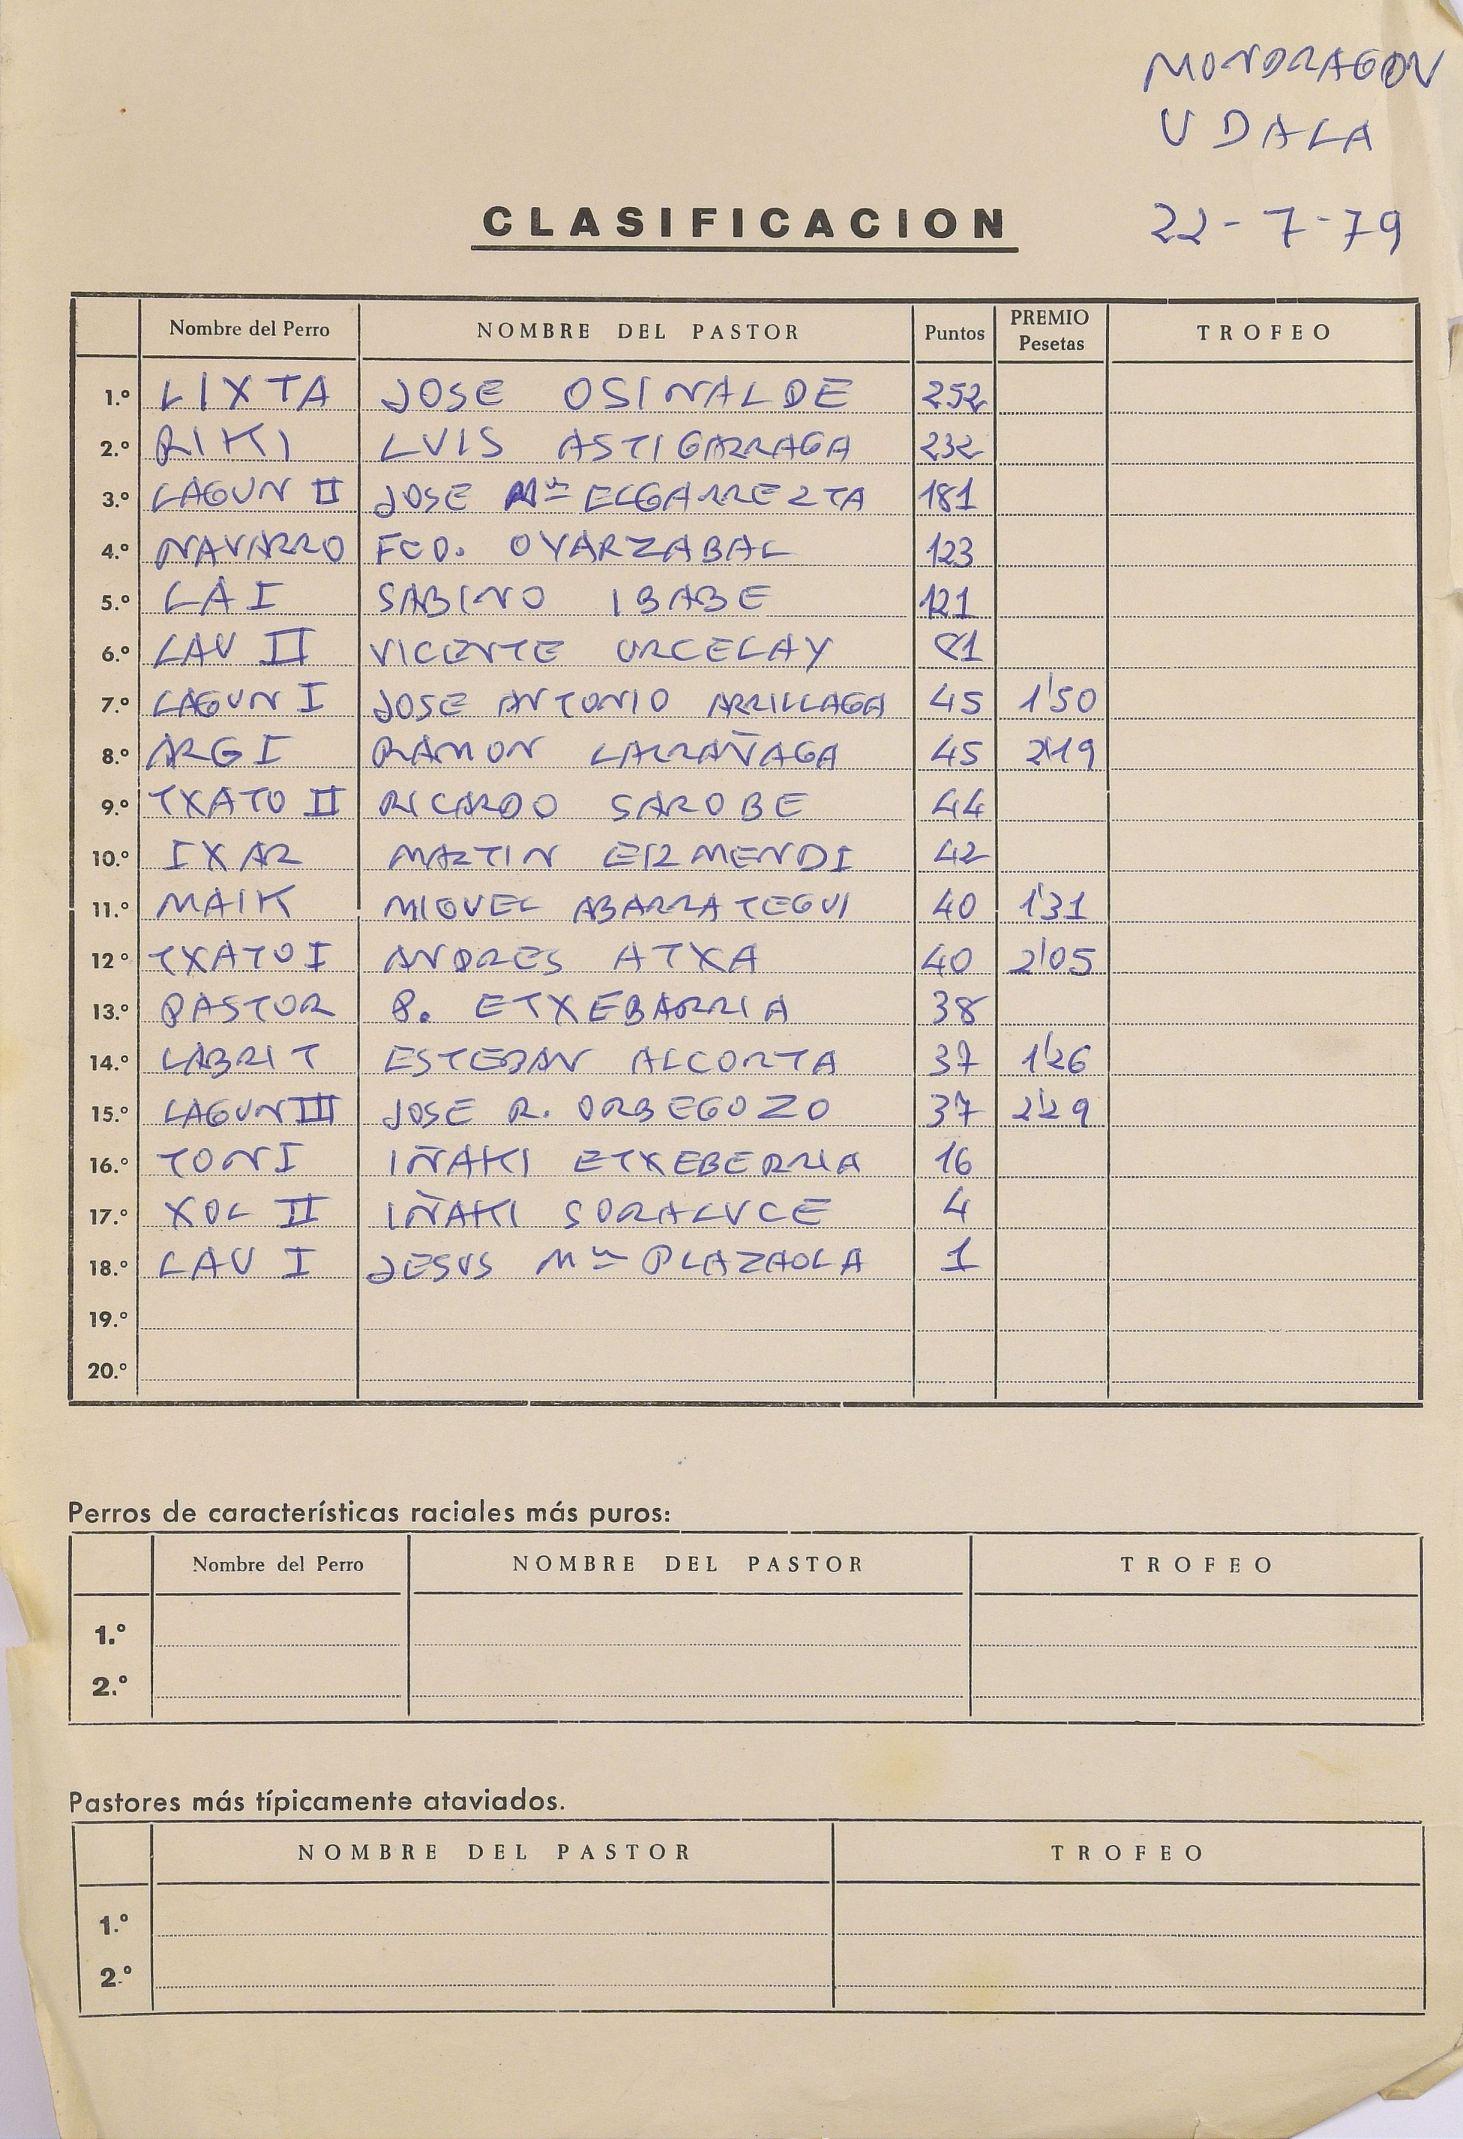 MONDRAGON
UDALA
22-7-79
CLASIFICACION
Nombre del Perro NOMBRE DEL PASTOR Puntos PREMIO Pesetas TROFEO
1.º LIXTA JOSE OSINALDE 252
2.º RIKI LUIS ASTIGARRAGA 232
3.º LAGUN II JOSE Mª ELGARREZTA 181
4.º NAVARRO FCO. OYARZABAL 123
5.º LA I SABINO IBABE 121
6.º LAU II VICENTE URCELAY 81
7.º LAGUN I JOSE ANTONIO ARRILLAGA 45 1'50
8.º ARGI RAMON LARRAÑAGA 45 2'19
9.º TXATO II RICARDO SAROBE 44
10.º IXAR MARTIN ERMENDI 42
11.º MAIK MIGUEL ABARRATEGUI 40 1'31
12º TXATO I ANDRES ATXA 40 2'05
13.º PASTOR P. ETXEBARRIA 38
14.º LABRIT ESTEBAN ALCORTA 37 1'26
15.º LAGUN III JOSE R. ORBEGOZO 37 2'29
16.º TONI IÑAKI ETXEBERRIA 16
17.º XOL II IÑAKI SORALUCE 4
18.º LAU I JESUS Mª PLAZAOLA 1
19.º
20.º
Perros de características raciales más puros:
Nombre del Perro NOMBRE DEL PASTOR TROFEO
1.º
2.º
Pastores más típicamente ataviados.
NOMBRE DEL PASTOR TROFEO
1.º
2.º